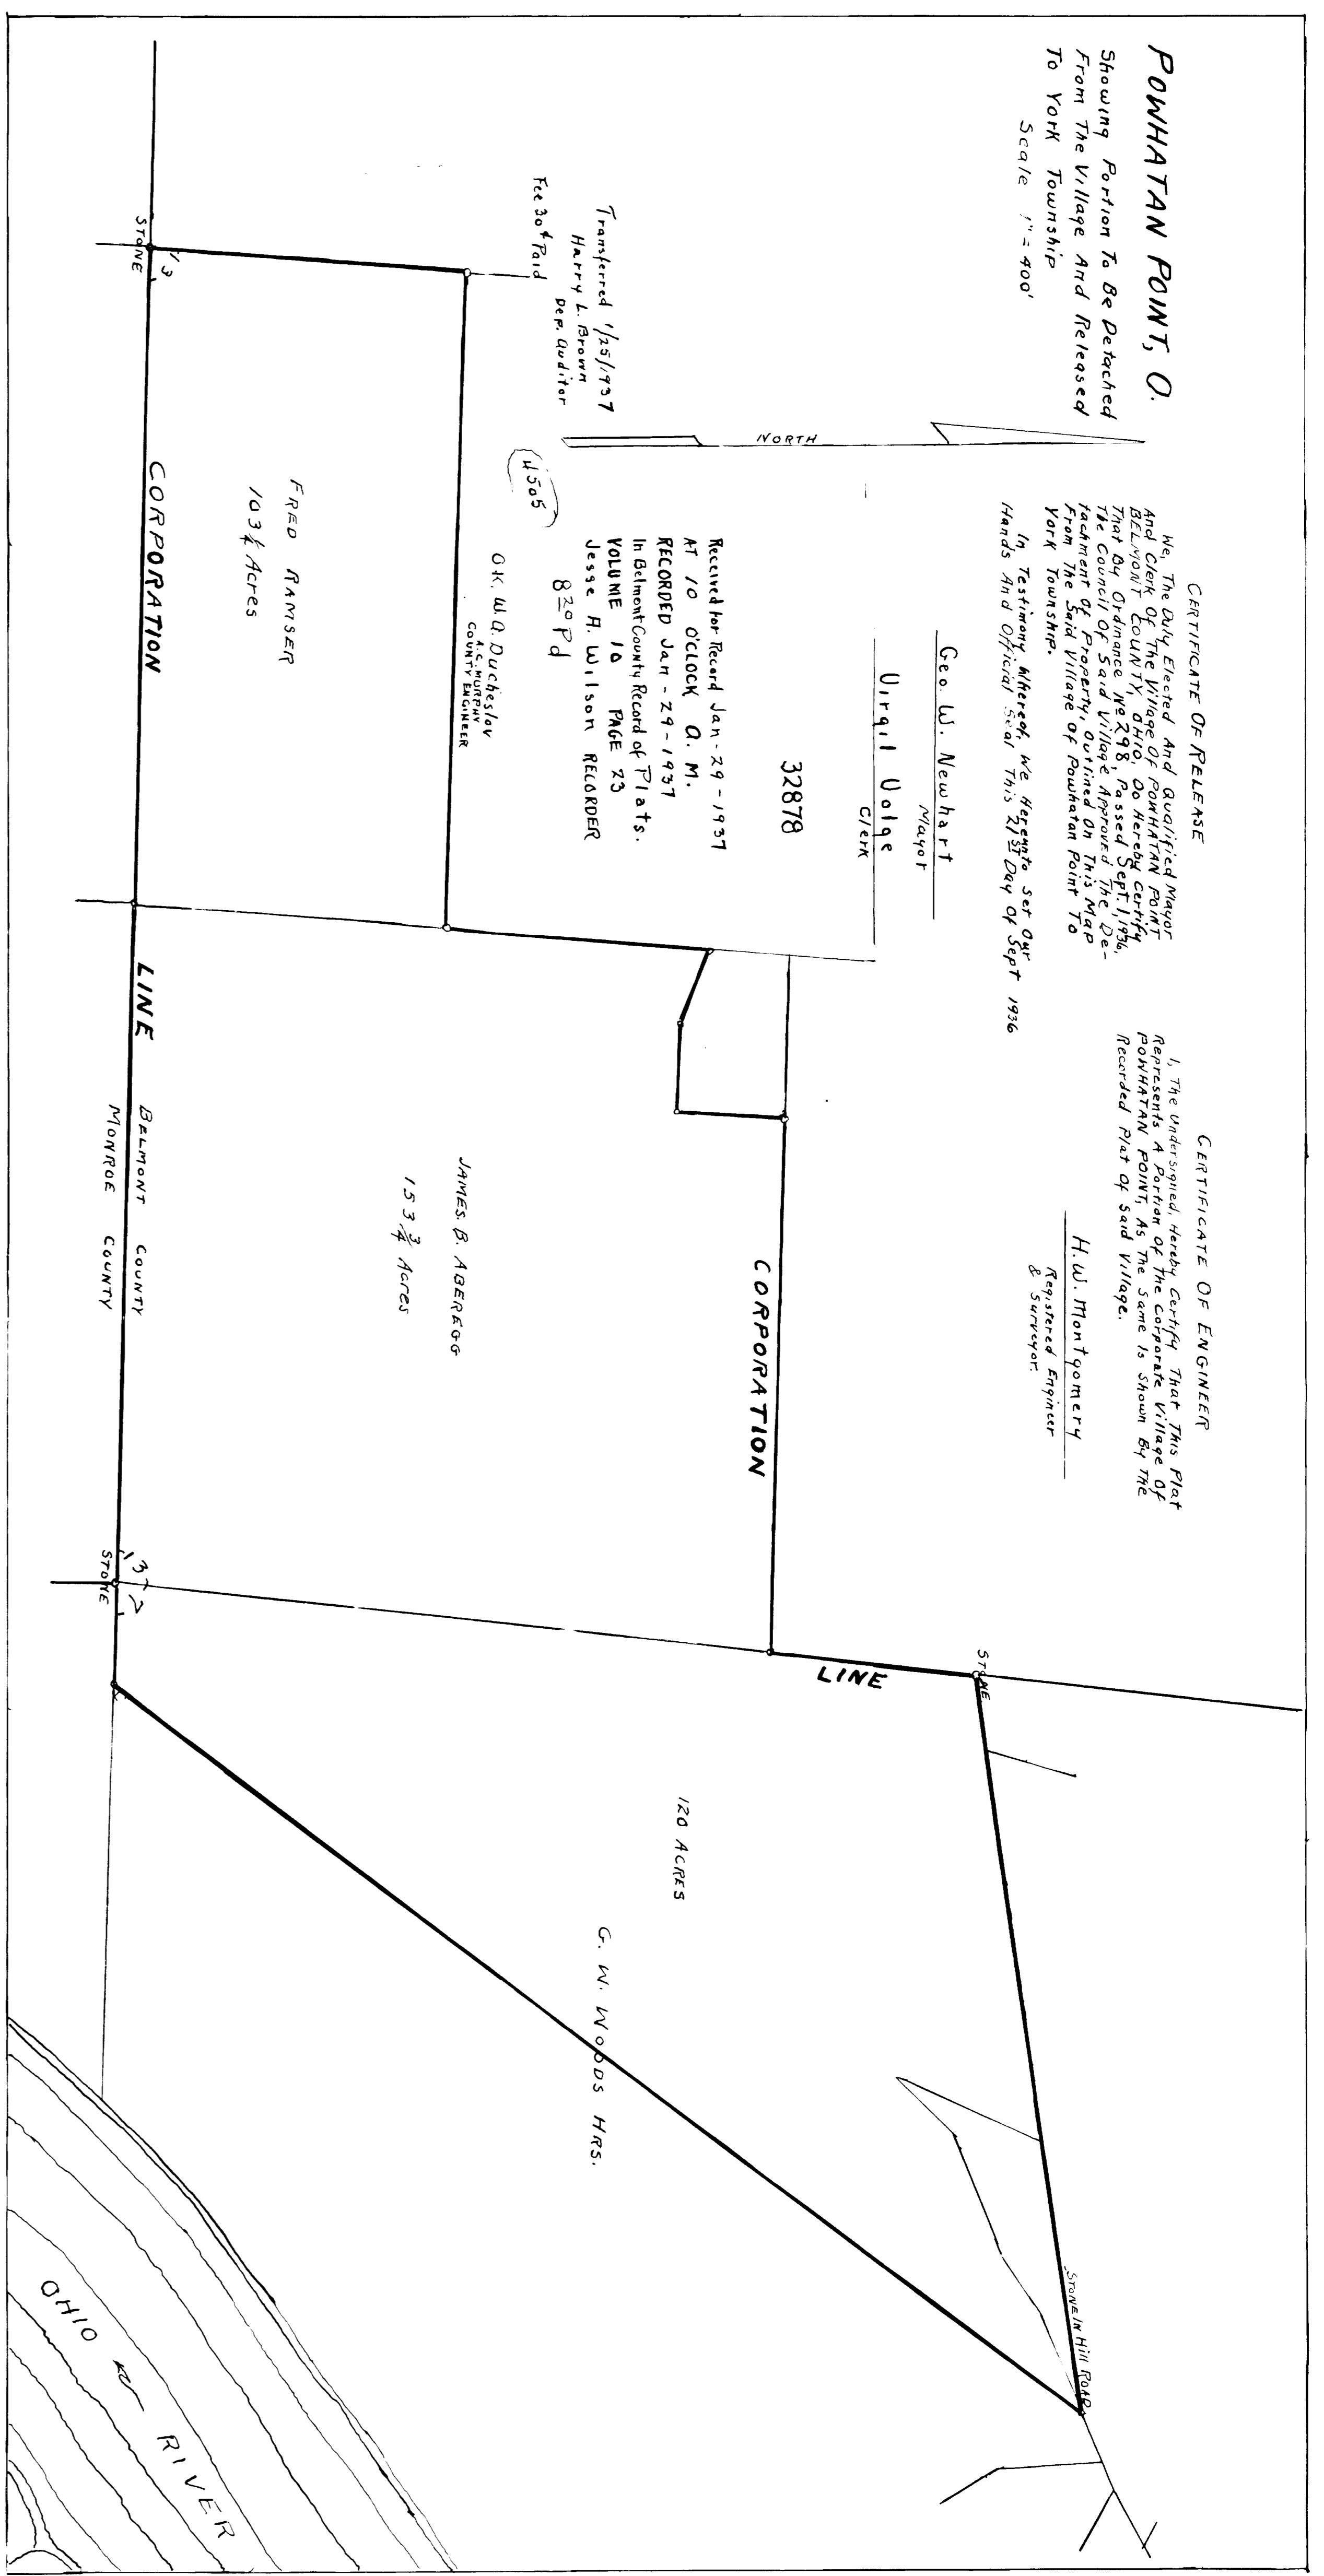 POWHATAN POINT, O.
Showing Portion To Be Detached
From The Village And Released
To York Township
Scale 1" = 400'
NORTH
CERTIFICATE OF RELEASE
We, The Duly Elected And Qualified Mayor
And Clerk Of The Village Of POWHATAN POINT
BELMONT COUNTY, OHIO, Do Hereby Certify
That By Ordinance No 298, Passed Sept. 1, 1936,
The Council Of Said Village Approved The De-
tachment Of Property, Outlined On This Map
From The Said Village Of Powhatan Point To
York Township.
In Testimony Whereof, We Hereunto Set Our
Hands And Official Seal This 21ST Day Of Sept 1936
Geo. W. Newhart
Mayor
Virgil Volge
Clerk
CERTIFICATE OF ENGINEER
I, The Undersigned, Hereby Certify That This Plat
Represents A Portion Of The Corporate Village Of
POWHATAN POINT, As The Same Is Shown By The
Recorded Plat Of Said Village.
H.W. Montgomery
Registered Engineer
& Surveyor.
32878
Received for Record Jan-29-1937
AT 10 O'CLOCK A. M.
RECORDED Jan-29-1937
In Belmont County Record of Plats.
VOLUME 10 PAGE 23
Jesse A. Wilson RECORDER
8 20 Pd
Transferred 1/25/1937
Harry L. Brown
Dep. Auditor
Fee 30¢ Paid
4505
OK. W.A. Ducheslov
A.C. MURPHY
COUNTY ENGINEER
FRED RAMSER
103 Acres
STONE
13
CORPORATION
LINE
BELMONT COUNTY
MONROE COUNTY
JAMES. B. ABEREGG
153 3/4 Acres
CORPORATION
LINE
STONE
13
7
STONE
120 ACRES
G. W. WOODS HRS.
STONE IN Hill ROAD
OHIO RIVER